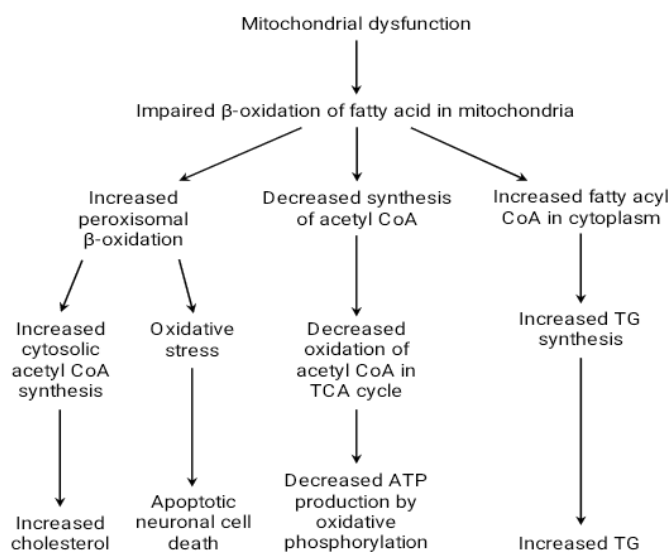 Mitochondrial dysfunction
Impaired β-oxidation of fatty acid in mitochondria
Increased
peroxisomal
β-oxidation
Decreased synthesis
of acetyl CoA
Increased fatty acyl
CoA in cytoplasm
Increased
cytosolic
acetyl CoA
synthesis
Oxidative
stress
Decreased
oxidation of
acetyl CoA in
TCA cycle
Increased TG
synthesis
Increased
cholesterol
Apoptotic
neuronal cell
death
Decreased ATP
production by
oxidative
phosphorylation
Increased TG